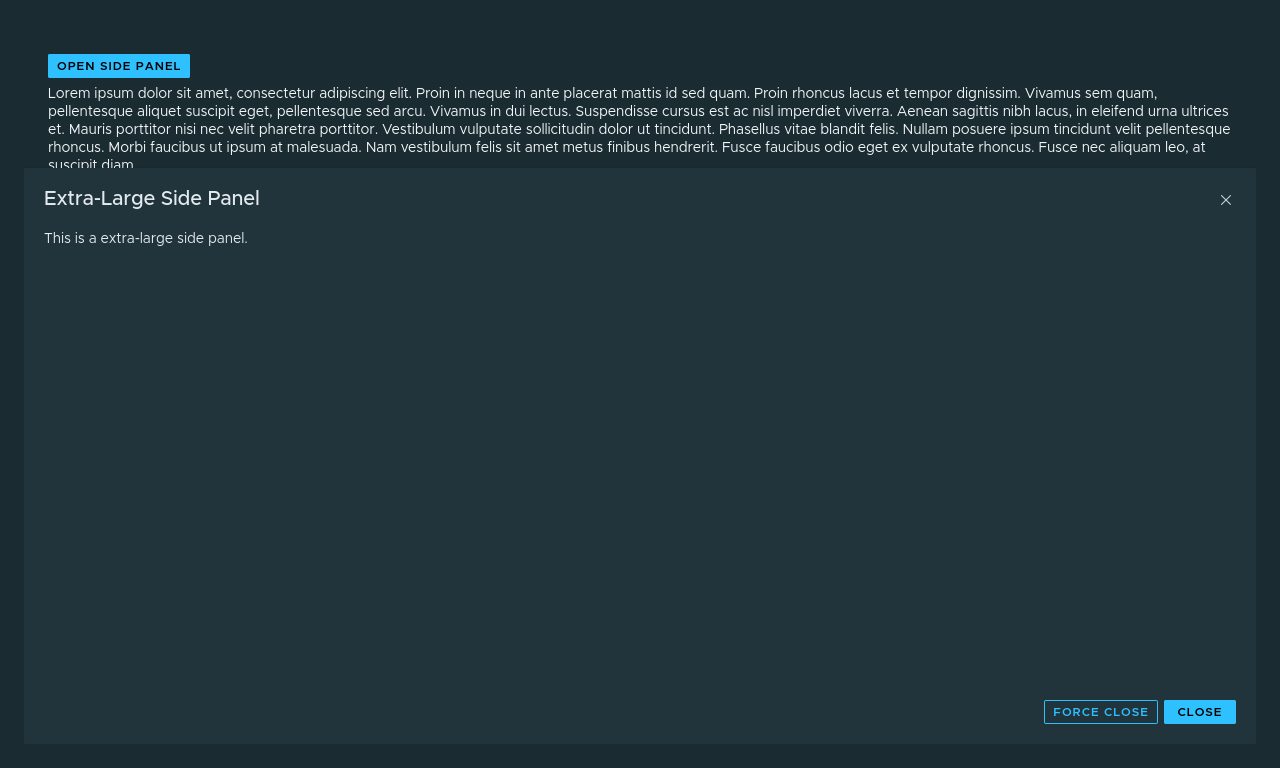 OPEN SIDE PANEL
Lorem ipsum dolor sit amet, consectetur adipiscing elit. Proin in neque in ante placerat mattis id sed quam. Proin rhoncus lacus et tempor dignissim. Vivamus sem quam,
pellentesque aliquet suscipit eget, pellentesque sed arcu. Vivamus in dui lectus. Suspendisse cursus est ac nisl imperdiet viverra. Aenean sagittis nibh lacus, in eleifend urna ultrices
et. Mauris porttitor nisi nec velit pharetra porttitor. Vestibulum vulputate sollicitudin dolor ut tincidunt. Phasellus vitae blandit felis. Nullam posuere ipsum tincidunt velit pellentesque
rhoncus. Morbi faucibus ut ipsum at malesuada. Nam vestibulum felis sit amet metus finibus hendrerit. Fusce faucibus odio eget ex vulputate rhoncus. Fusce nec aliquam leo, at
suscipit diam.
Extra-Large Side Panel
This is a extra-large side panel.
FORCE CLOSE
CLOSE